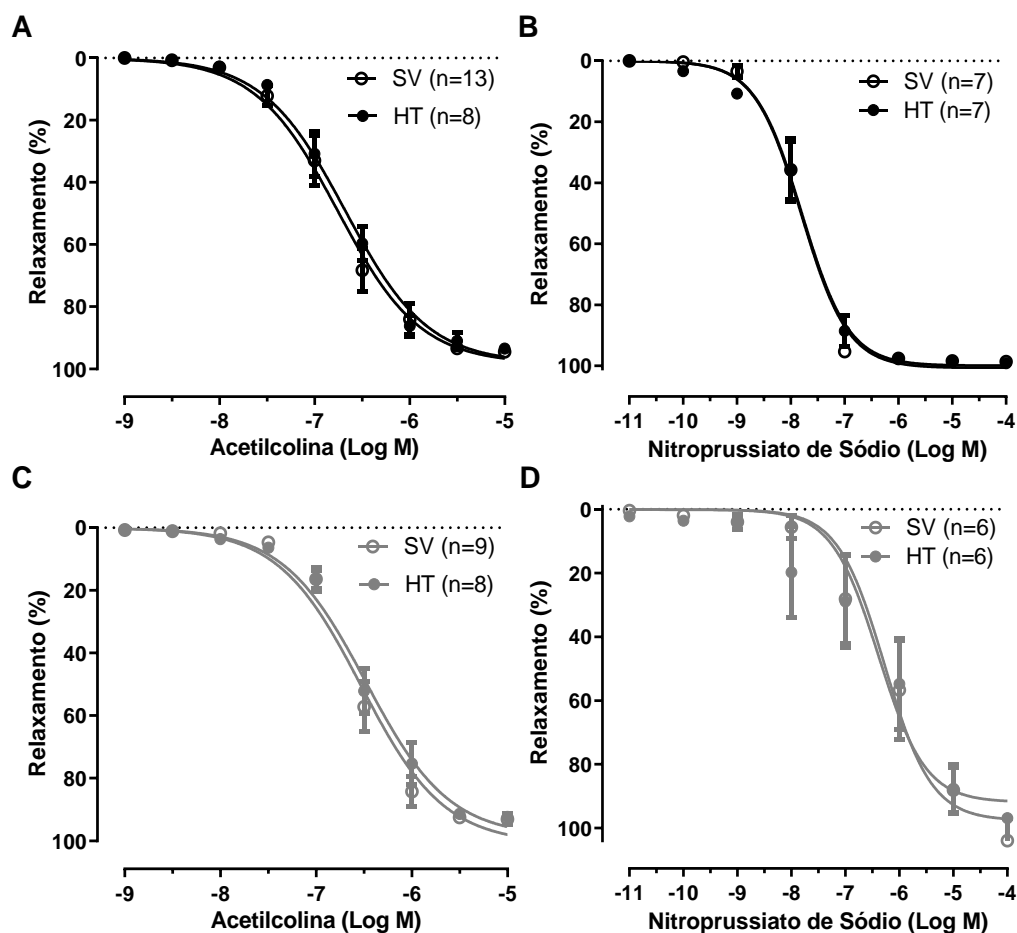 A
0
20
40
60
80
100
Relaxamento (%)
SV (n=13)
HT (n=8)
-9
-8
-7
-6
-5
Acetilcolina (Log M)
B
0
20
40
60
80
100
Relaxamento (%)
SV (n=7)
HT (n=7)
-11
-10
-9
-8
-7
-6
-5
-4
Nitroprussiato de Sódio (Log M)
C
0
20
40
60
80
100
Relaxamento (%)
SV (n=9)
HT (n=8)
-9
-8
-7
-6
-5
Acetilcolina (Log M)
D
0
20
40
60
80
100
Relaxamento (%)
SV (n=6)
HT (n=6)
-11
-10
-9
-8
-7
-6
-5
-4
Nitroprussiato de Sódio (Log M)